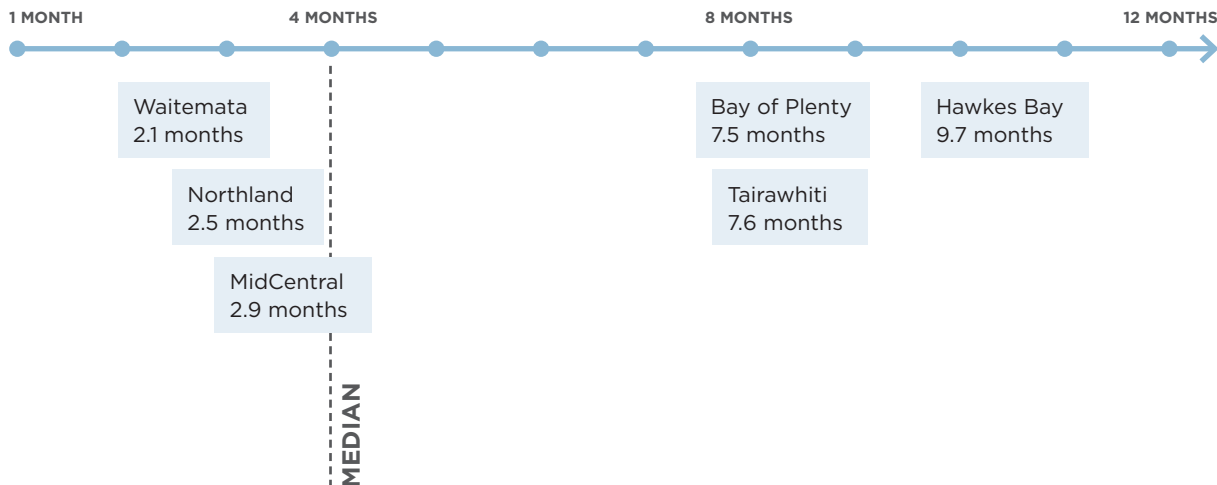 1 MONTH
4 MONTHS
8 MONTHS
12 MONTHS
Waitemata
2.1 months
Bay of Plenty
7.5 months
Hawkes Bay
9.7 months
Northland
2.5 months
Tairawhiti
7.6 months
MidCentral
2.9 months
MEDIAN